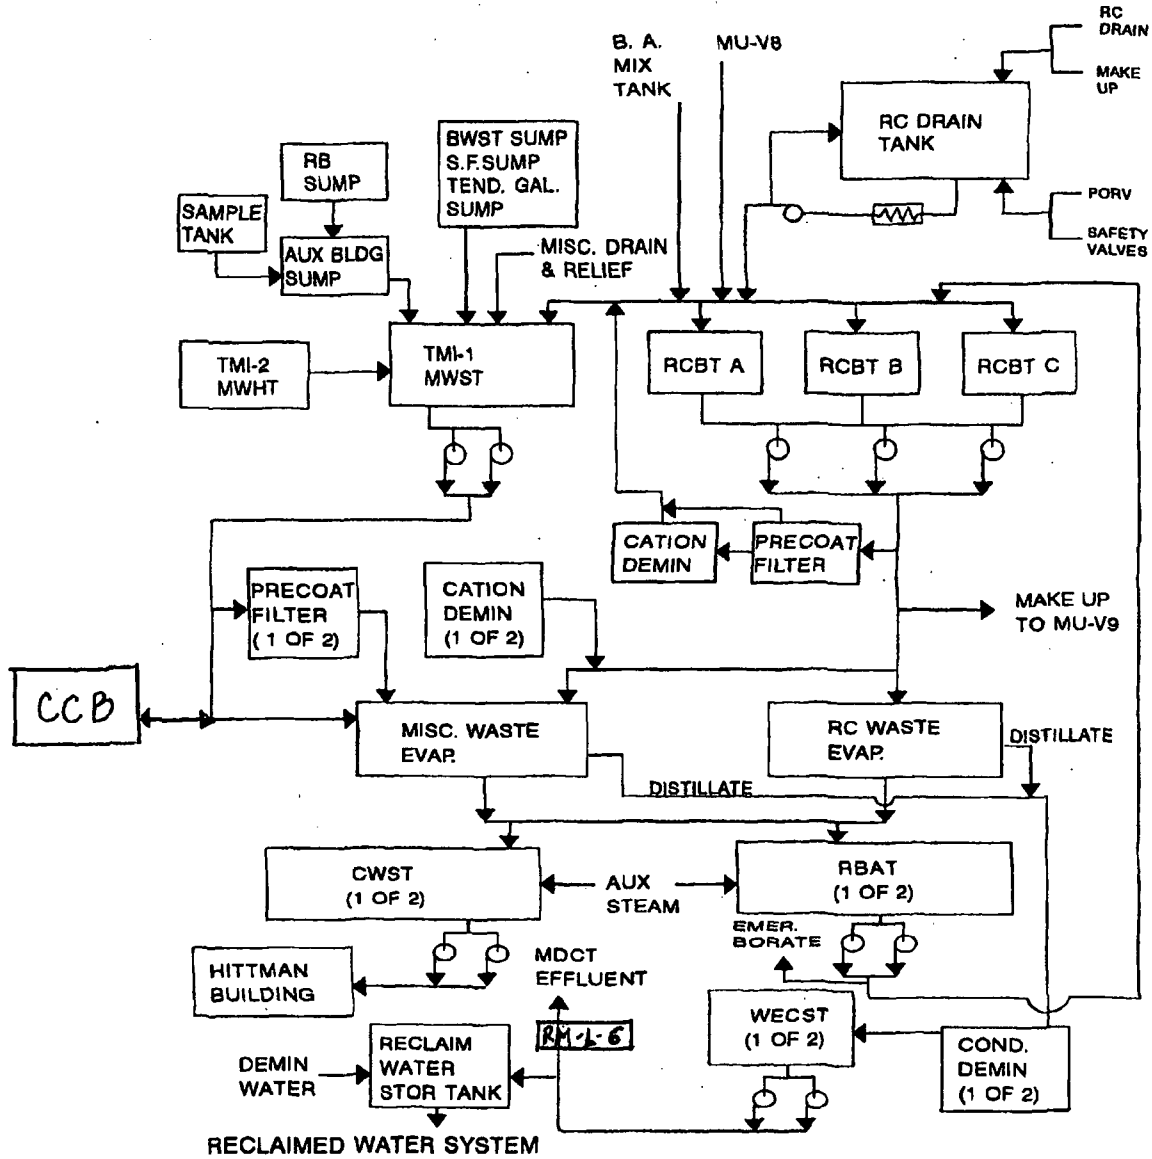 RC
DRAIN
MAKE
UP
B. A.
MIX
TANK
MU-V8
RC DRAIN
TANK
PORV
SAFETY
VALVES
BWST SUMP
S.F.SUMP
TEND. GAL.
SUMP
RB
SUMP
SAMPLE
TANK
AUX BLDG
SUMP
MISC. DRAIN
& RELIEF
TMI-2
MWHT
TMI-1
MWST
RCBT A
RCBT B
RCBT C
CATION
DEMIN
PRECOAT
FILTER
PRECOAT
FILTER
(1 OF 2)
CATION
DEMIN
(1 OF 2)
MAKE UP
TO MU-V9
CCB
MISC. WASTE
EVAP.
RC WASTE
EVAP.
DISTILLATE
DISTILLATE
CWST
(1 OF 2)
AUX
STEAM
RBAT
(1 OF 2)
EMER.
BORATE
HITTMAN
BUILDING
MDCT
EFFLUENT
WECST
(1 OF 2)
RM-L-6
COND.
DEMIN
(1 OF 2)
DEMIN
WATER
RECLAIM
WATER
STOR TANK
RECLAIMED WATER SYSTEM